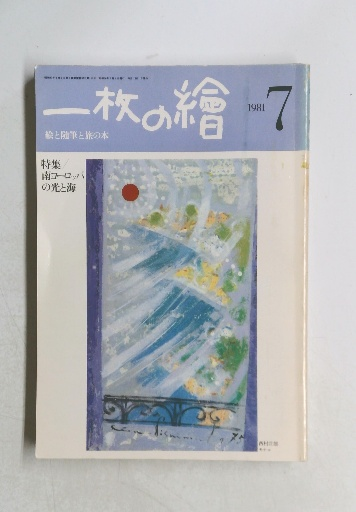 一枚の繪
1981 7
絵と随筆と旅の本
特集/
南ヨーロッパ
の光と海